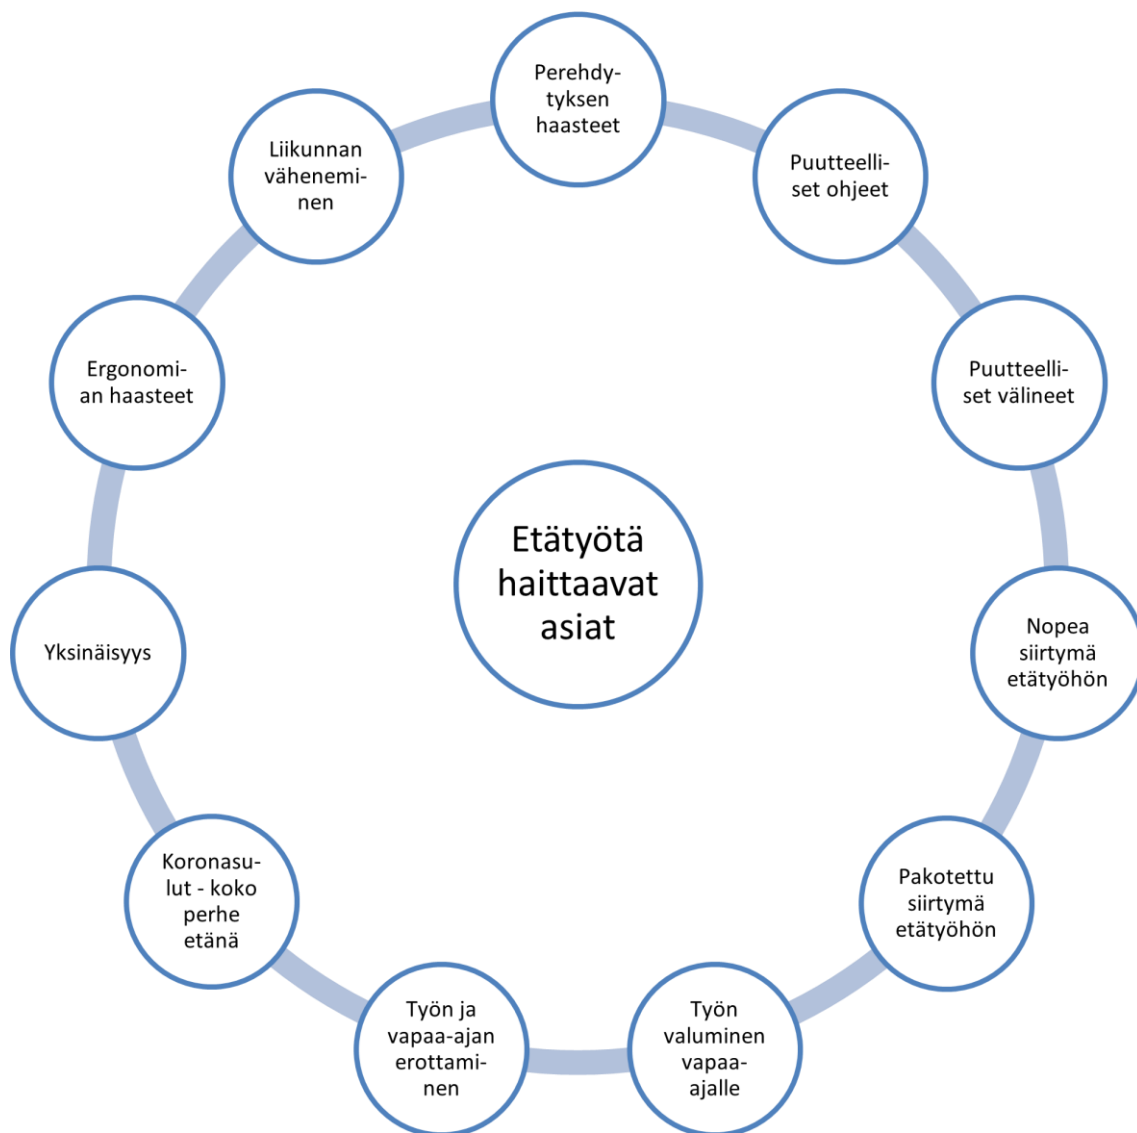 Perehdy-
tyksen
haasteet
Puutteelli-
set ohjeet
Puutteelli-
set välineet
Nopea
siirtymä
etätyöhön
Pakotettu
siirtymä
etätyöhön
Työn
valuminen
vapaa-
ajalle
Työn ja
vapaa-ajan
erottami-
nen
Koronasu-
lut - koko
perhe
etänä
Yksinäisyys
Ergonomi-
an haasteet
Liikunnan
vähenemi-
nen
Etätyötä
haittaavat
asiat